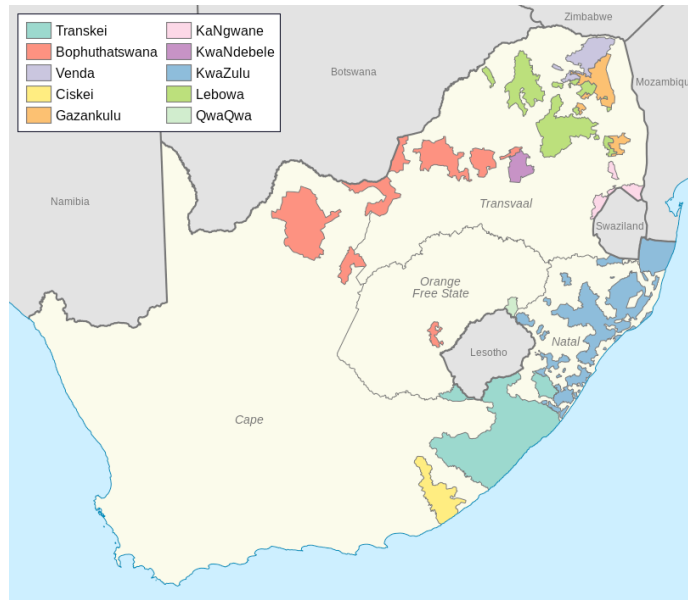 Transkei
Bophuthatswana
Venda
Ciskei
Gazankulu
KaNgwane
KwaNdebele
KwaZulu
Lebowa
QwaQwa
Zimbabwe
Botswana
Mozambiqu
Namibia
Transvaal
Swaziland
Orange
Free State
Natal
Lesotho
Cape